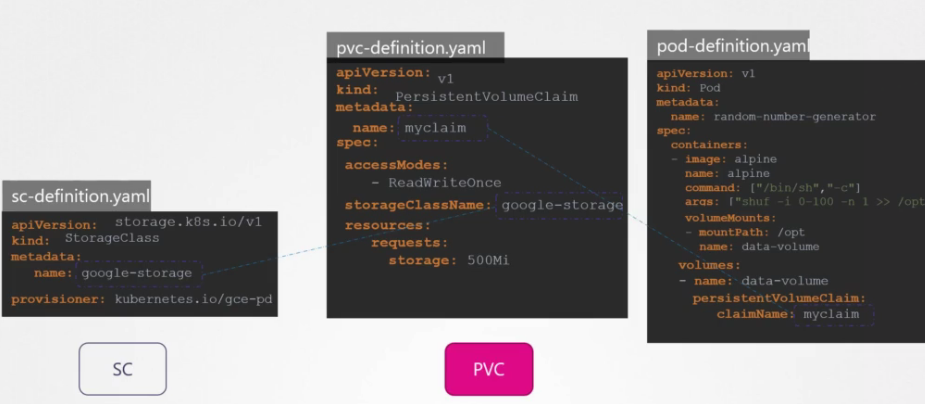 sc-definition.yaml
apiVersion: storage.k8s.io/v1
kind: StorageClass
metadata:
name: google-storage
provisioner: kubernetes.io/gce-pd
SC
pvc-definition.yaml
apiVersion: v1
kind: PersistentVolumeClaim
metadata:
name: myclaim
spec:
accessModes:
- ReadWriteOnce
storageClassName: google-storage
resources:
requests:
storage: 500Mi
PVC
pod-definition.yaml
apiVersion: v1
kind: Pod
metadata:
name: random-number-generator
spec:
containers:
- image: alpine
name: alpine
command: ["/bin/sh","-c"]
args: ["shuf -i 0-100 -n 1 >> /opt
volumeMounts:
- mountPath: /opt
name: data-volume
volumes:
- name: data-volume
persistentVolumeClaim:
claimName: myclaim